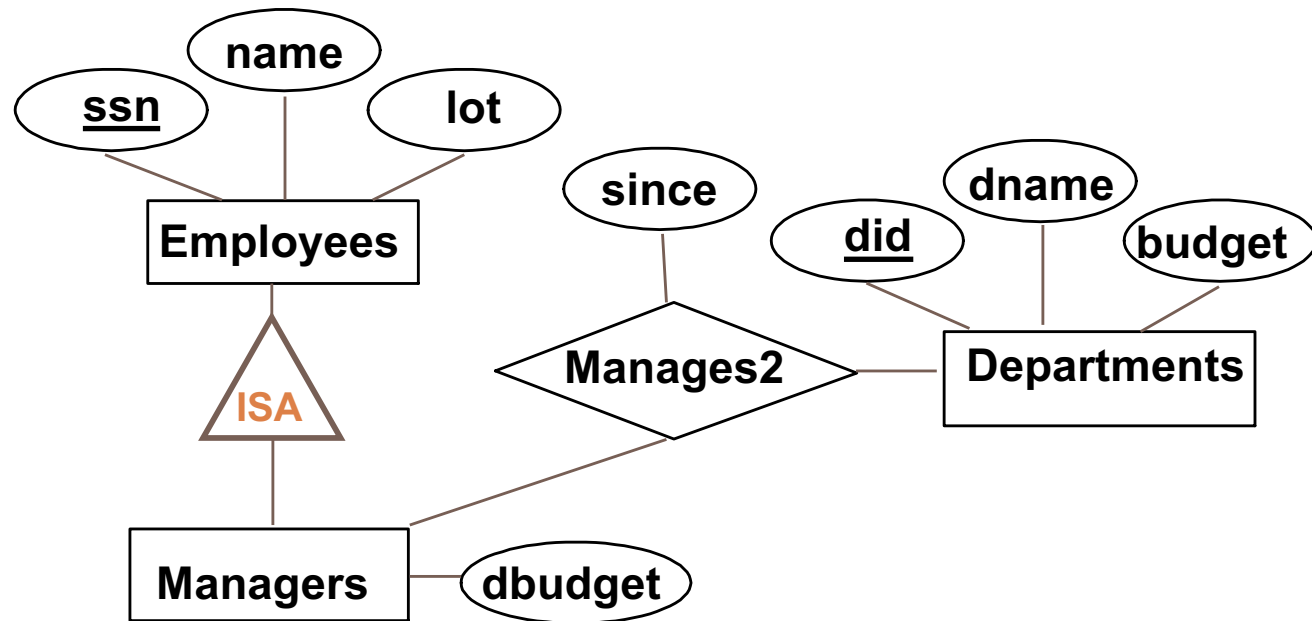 name
ssn
lot
Employees
since
dname
did
budget
ISA
Manages2
Departments
Managers
dbudget